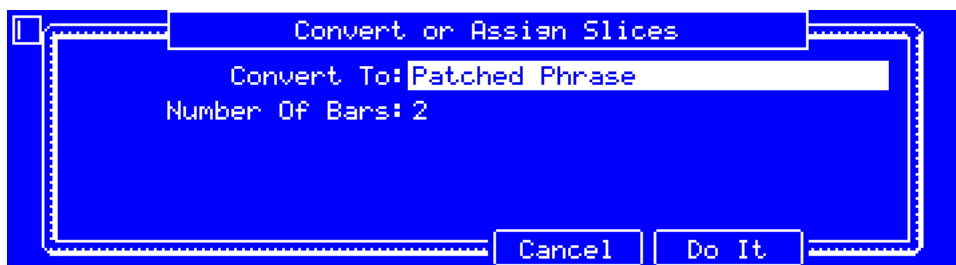 Convert or Assign Slices
Convert To:Patched Phrase
Number Of Bars:2
Cancel Do It